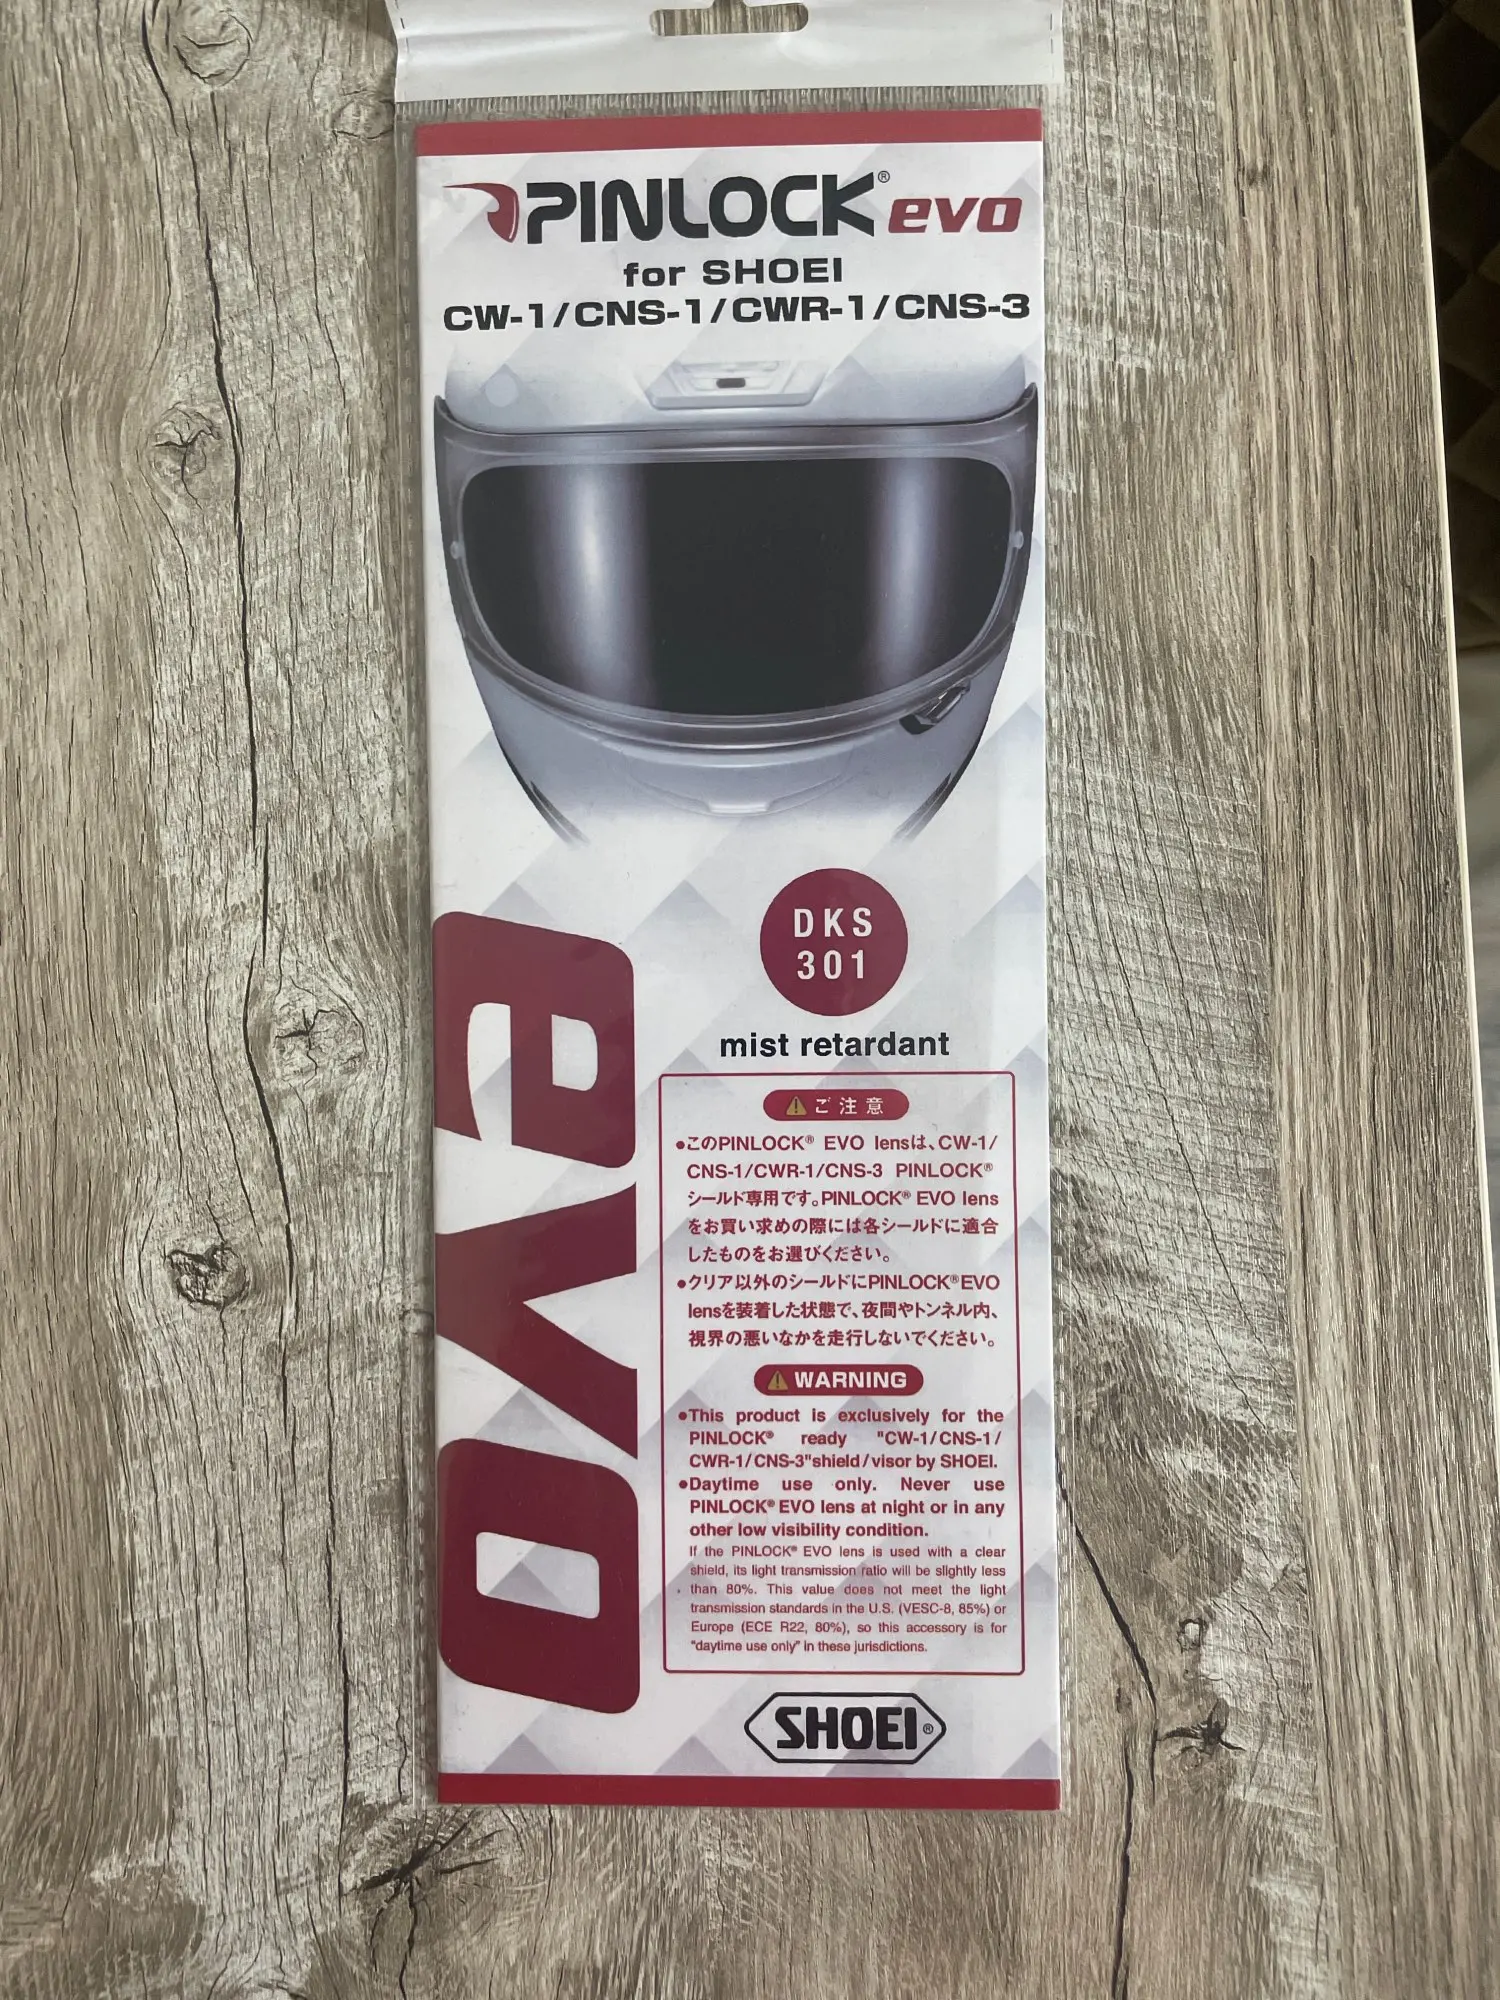 PINLOCK® evo
for SHOEI
CW-1/CNS-1/CWR-1/CNS-3
DKS
301
mist retardant
evo
⚠ご注意
●このPINLOCK® EVO lensは、CW-1/
CNS-1/CWR-1/CNS-3 PINLOCK®
シールド専用です。PINLOCK® EVO lens
をお買い求めの際には各シールドに適合
したものをお選びください。
●クリア以外のシールドにPINLOCK®EVO
lensを装着した状態で、夜間やトンネル内、
視界の悪いなかを走行しないでください。
⚠WARNING
●This product is exclusively for the
PINLOCK® ready "CW-1/CNS-1/
CWR-1/CNS-3"shield/visor by SHOEI.
●Daytime use only. Never use
PINLOCK® EVO lens at night or in any
other low visibility condition.
If the PINLOCK® EVO lens is used with a clear
shield, its light transmission ratio will be slightly less
than 80%. This value does not meet the light
transmission standards in the U.S. (VESC-8, 85%) or
Europe (ECE R22, 80%), so this accessory is for
"daytime use only" in these jurisdictions.
SHOEI®